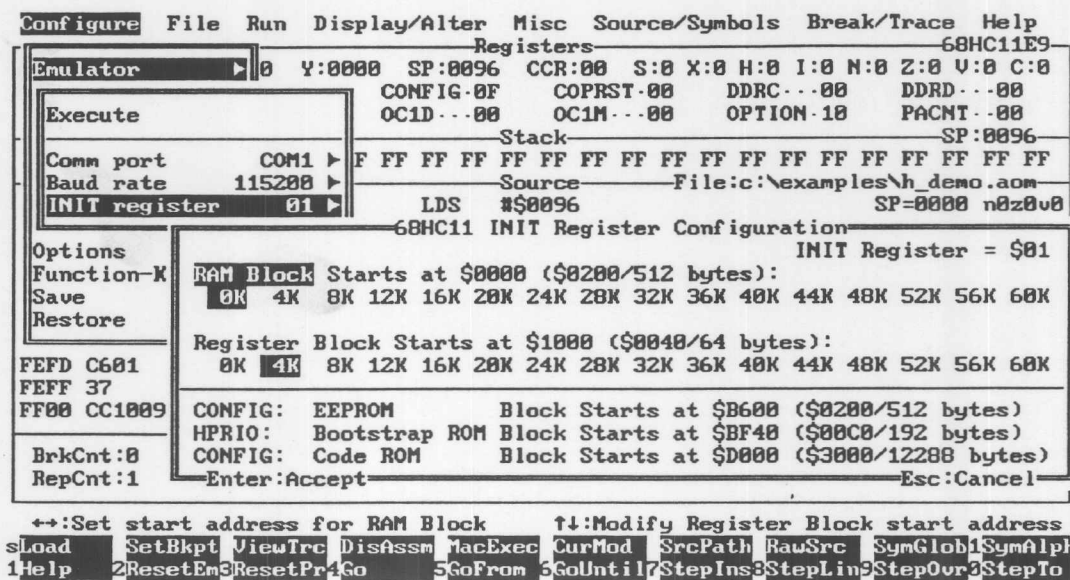 Configure File Run Display/Alter Misc Source/Symbols Break/Trace Help
Registers 68HC11E9
Emulator ► 0 Y:0000 SP:0096 CCR:00 S:0 X:0 H:0 I:0 N:0 Z:0 V:0 C:0
CONFIG·0F COPRST·00 DDRC···00 DDRD···00
Execute OC1D···00 OC1M···00 OPTION·10 PACNT··00
Stack SP:0096
Comm port COM1 ► F FF FF FF FF FF FF FF FF FF FF FF FF FF FF FF FF FF
Baud rate 115200 ► Source File:c:\examples\h_demo.aom
INIT register 01 ► LDS #$0096 SP=0000 n0z0v0
68HC11 INIT Register Configuration
Options INIT Register = $01
Function-K RAM Block Starts at $0000 ($0200/512 bytes):
Save 0K 4K 8K 12K 16K 20K 24K 28K 32K 36K 40K 44K 48K 52K 56K 60K
Restore
Register Block Starts at $1000 ($0040/64 bytes):
FEFD C601 0K 4K 8K 12K 16K 20K 24K 28K 32K 36K 40K 44K 48K 52K 56K 60K
FEFF 37
FF00 CC1009 CONFIG: EEPROM Block Starts at $B600 ($0200/512 bytes)
HPRIO: Bootstrap ROM Block Starts at $BF40 ($00C0/192 bytes)
BrkCnt:0 CONFIG: Code ROM Block Starts at $D000 ($3000/12288 bytes)
RepCnt:1 Enter:Accept Esc:Cancel
↔:Set start address for RAM Block ↑↓:Modify Register Block start address
sLoad SetBkpt ViewTrc DisAssm MacExec CurMod SrcPath RawSrc SymGlob1SymAlph
1Help 2ResetEm3ResetPr4Go 5GoFrom 6GoUntil7StepIns8StepLin9StepOvr0StepTo